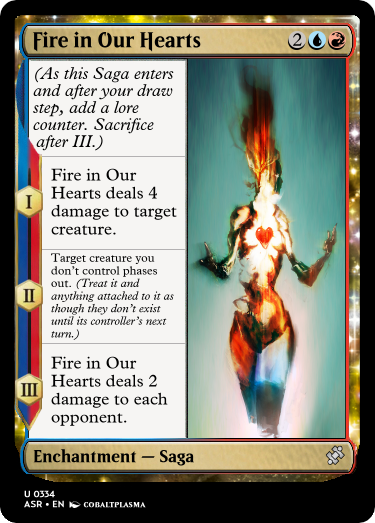 Fire in Our Hearts 2
(As this Saga enters
and after your draw
step, add a lore
counter. Sacrifice
after III.)
I
Fire in Our
Hearts deals 4
damage to target
creature.
II
Target creature you
don't control phases
out. (Treat it and
anything attached to it as
though they don't exist
until its controller's next
turn.)
III
Fire in Our
Hearts deals 2
damage to each
opponent.
Enchantment — Saga
U 0334
ASR • EN COBALTPLASMA